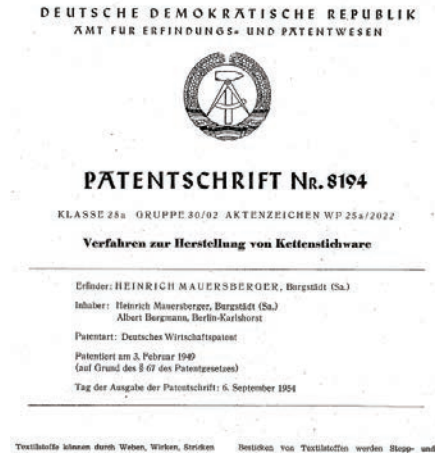 DEUTSCHE DEMOKRATISCHE REPUBLIK
AMT FÜR ERFINDUNGS- UND PATENTWESEN
PATENTSCHRIFT NR. 8194
KLASSE 25a GRUPPE 30/02 AKTENZEICHEN WP 25a/2022
Verfahren zur Herstellung von Kettenstichware
Erfinder: HEINRICH MAUERSBERGER, Burgstädt (Sa.)
Inhaber: Heinrich Mauersberger, Burgstädt (Sa.)
Albert Bergmann, Berlin-Karlshorst
Patentart: Deutsches Wirtschaftspatent
Patentiert am 3. Februar 1949
(auf Grund des § 67 des Patentgesetzes)
Tag der Ausgabe der Patentschrift: 6. September 1954
Textilstoffe können durch Weben, Wirken, Stricken
Besticken von Textilstoffen werden Stepp- und